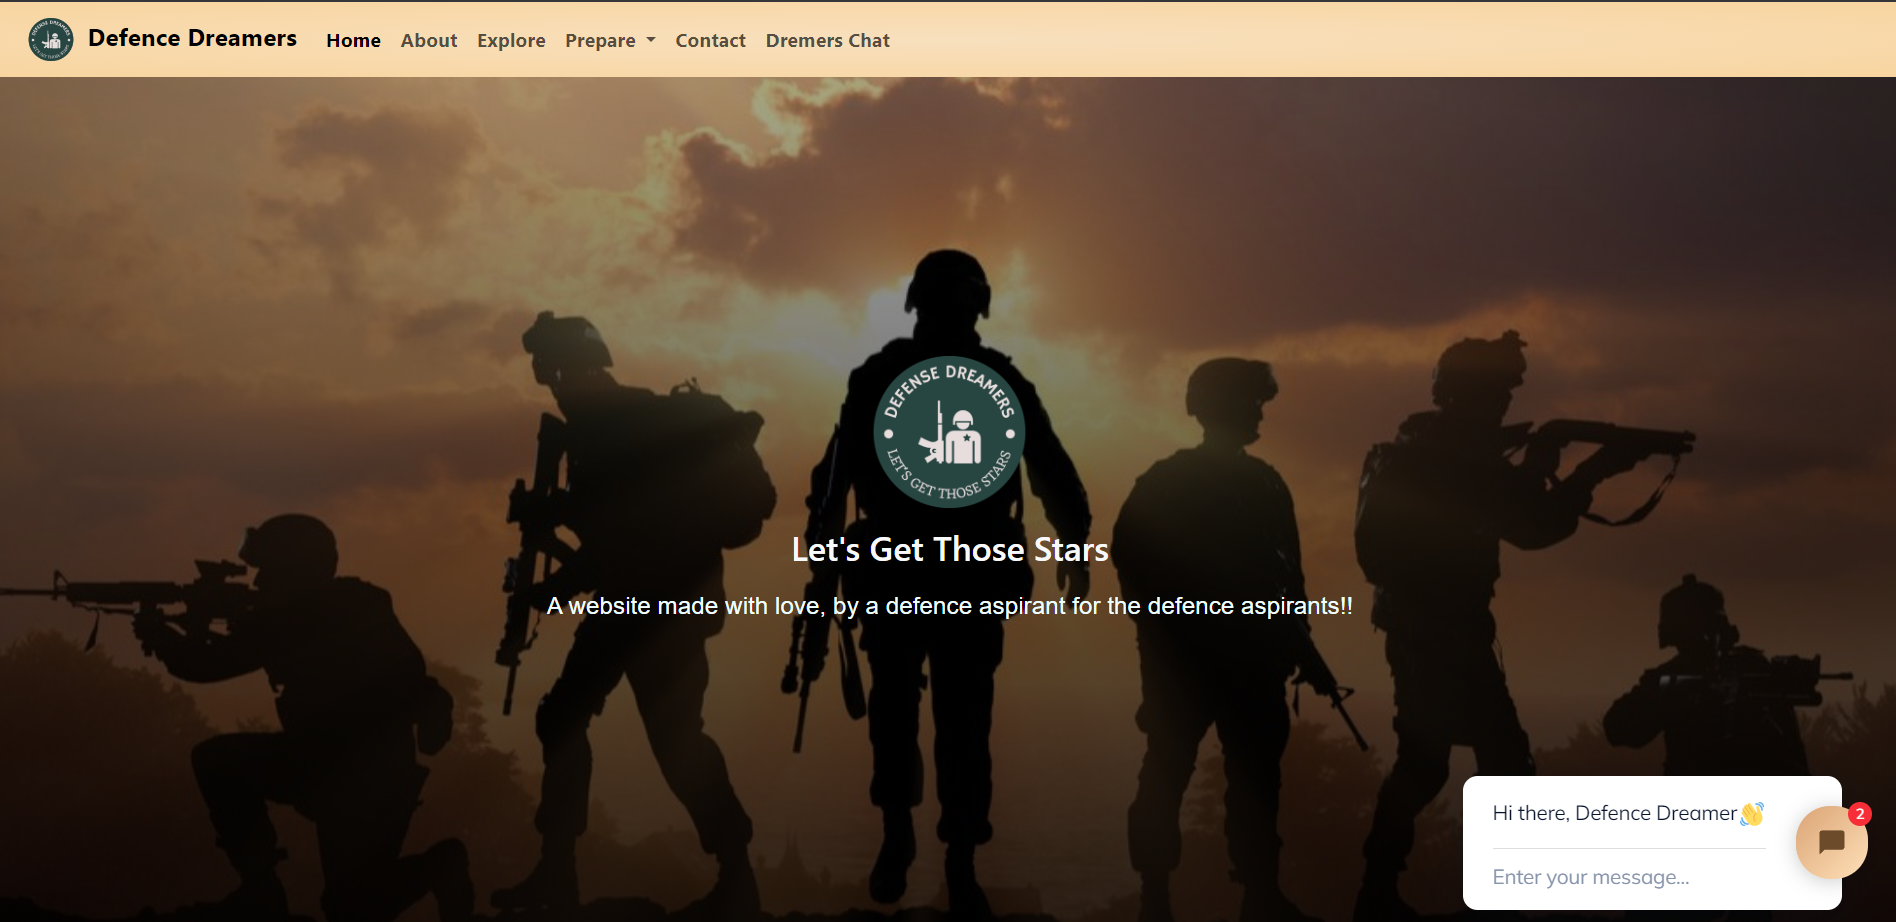 Defence Dreamers Home About Explore Prepare Contact Dremers Chat
DEFENSE DREAMERS
LET'S GET THOSE STARS
Let's Get Those Stars
A website made with love, by a defence aspirant for the defence aspirants!!
Hi there, Defence Dreamer👋
2
Enter your message...